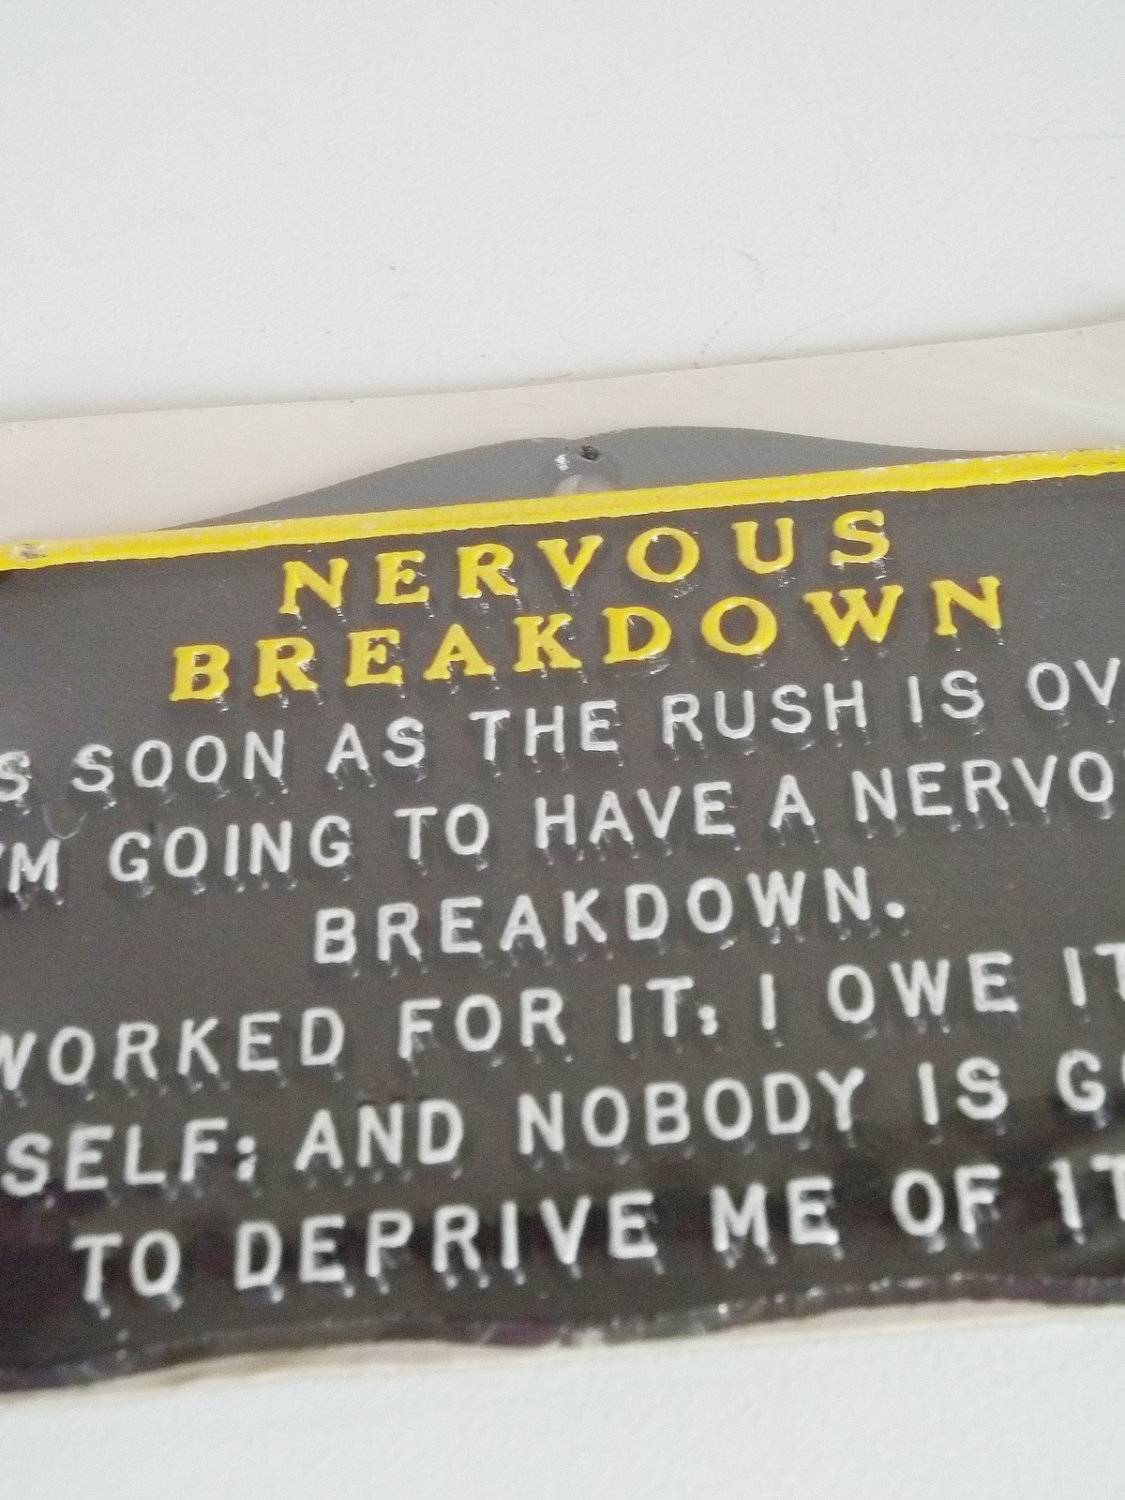 NERVOUS
BREAKDOWN
S SOON AS THE RUSH IS OV
'M GOING TO HAVE A NERVO
BREAKDOWN.
WORKED FOR IT; I OWE IT
SELF; AND NOBODY IS GO
TO DEPRIVE ME OF IT